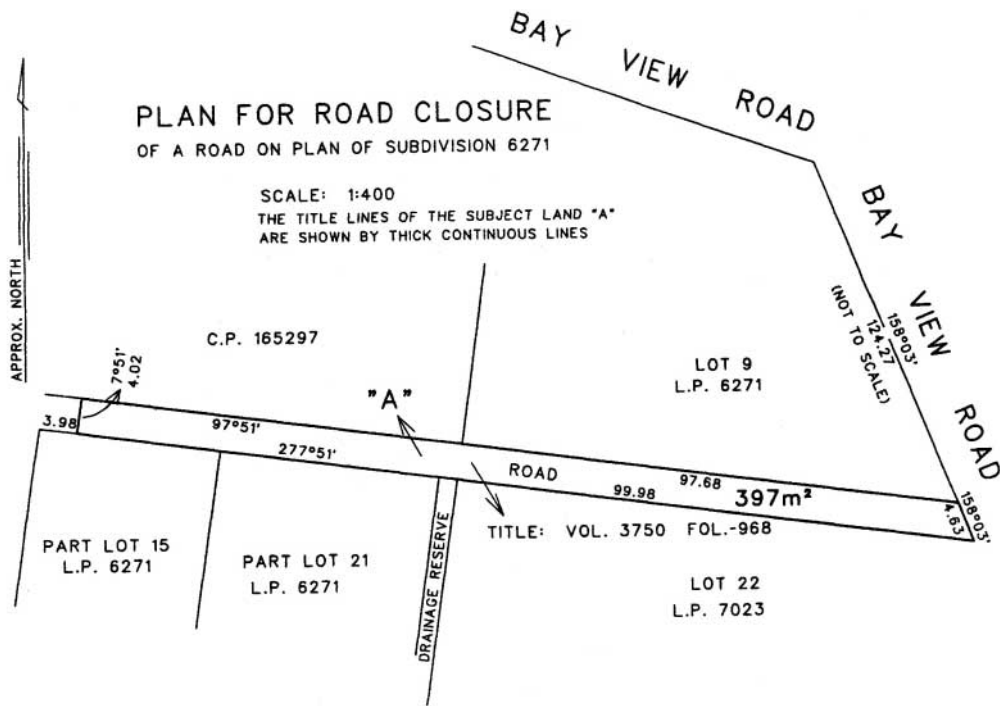 BAY VIEW ROAD
PLAN FOR ROAD CLOSURE
OF A ROAD ON PLAN OF SUBDIVISION 6271
SCALE: 1:400
THE TITLE LINES OF THE SUBJECT LAND "A"
ARE SHOWN BY THICK CONTINUOUS LINES
APPROX. NORTH
BAY VIEW ROAD
158°03'
124.27
(NOT TO SCALE)
C.P. 165297
LOT 9
L.P. 6271
7°51'
4.02
"A"
3.98
97°51'
277°51'
ROAD
97.68
99.98
397m²
158°03'
4.63
TITLE: VOL. 3750 FOL.-968
PART LOT 15
L.P. 6271
PART LOT 21
L.P. 6271
DRAINAGE RESERVE
LOT 22
L.P. 7023